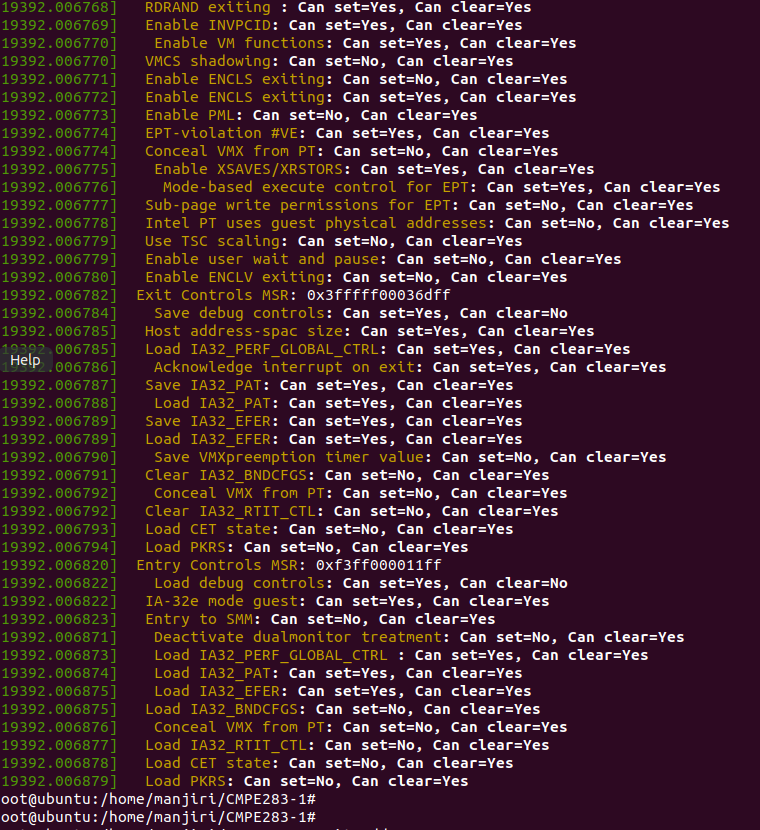 19392.006768] RDRAND exiting : Can set=Yes, Can clear=Yes
19392.006769] Enable INVPCID: Can set=Yes, Can clear=Yes
19392.006770] Enable VM functions: Can set=Yes, Can clear=Yes
19392.006770] VMCS shadowing: Can set=No, Can clear=Yes
19392.006771] Enable ENCLS exiting: Can set=No, Can clear=Yes
19392.006772] Enable ENCLS exiting: Can set=Yes, Can clear=Yes
19392.006773] Enable PML: Can set=No, Can clear=Yes
19392.006774] EPT-violation #VE: Can set=Yes, Can clear=Yes
19392.006774] Conceal VMX from PT: Can set=No, Can clear=Yes
19392.006775] Enable XSAVES/XRSTORS: Can set=Yes, Can clear=Yes
19392.006776] Mode-based execute control for EPT: Can set=Yes, Can clear=Yes
19392.006777] Sub-page write permissions for EPT: Can set=No, Can clear=Yes
19392.006778] Intel PT uses guest physical addresses: Can set=No, Can clear=Yes
19392.006779] Use TSC scaling: Can set=No, Can clear=Yes
19392.006779] Enable user wait and pause: Can set=No, Can clear=Yes
19392.006780] Enable ENCLV exiting: Can set=No, Can clear=Yes
19392.006782] Exit Controls MSR: 0x3fffff00036dff
19392.006784] Save debug controls: Can set=Yes, Can clear=No
19392.006785] Host address-spac size: Can set=Yes, Can clear=Yes
19392.006785] Load IA32_PERF_GLOBAL_CTRL: Can set=Yes, Can clear=Yes
Help
.006786] Acknowledge interrupt on exit: Can set=Yes, Can clear=Yes
19392.006787] Save IA32_PAT: Can set=Yes, Can clear=Yes
19392.006788] Load IA32_PAT: Can set=Yes, Can clear=Yes
19392.006789] Save IA32_EFER: Can set=Yes, Can clear=Yes
19392.006789] Load IA32_EFER: Can set=Yes, Can clear=Yes
19392.006790] Save VMXpreemption timer value: Can set=No, Can clear=Yes
19392.006791] Clear IA32_BNDCFGS: Can set=No, Can clear=Yes
19392.006792] Conceal VMX from PT: Can set=No, Can clear=Yes
19392.006792] Clear IA32_RTIT_CTL: Can set=No, Can clear=Yes
19392.006793] Load CET state: Can set=No, Can clear=Yes
19392.006794] Load PKRS: Can set=No, Can clear=Yes
19392.006820] Entry Controls MSR: 0xf3ff000011ff
19392.006822] Load debug controls: Can set=Yes, Can clear=No
19392.006822] IA-32e mode guest: Can set=Yes, Can clear=Yes
19392.006823] Entry to SMM: Can set=No, Can clear=Yes
19392.006871] Deactivate dualmonitor treatment: Can set=No, Can clear=Yes
19392.006873] Load IA32_PERF_GLOBAL_CTRL : Can set=Yes, Can clear=Yes
19392.006874] Load IA32_PAT: Can set=Yes, Can clear=Yes
19392.006875] Load IA32_EFER: Can set=Yes, Can clear=Yes
19392.006875] Load IA32_BNDCFGS: Can set=No, Can clear=Yes
19392.006876] Conceal VMX from PT: Can set=No, Can clear=Yes
19392.006877] Load IA32_RTIT_CTL: Can set=No, Can clear=Yes
19392.006878] Load CET state: Can set=No, Can clear=Yes
19392.006879] Load PKRS: Can set=No, Can clear=Yes
oot@ubuntu:/home/manjiri/CMPE283-1#
oot@ubuntu:/home/manjiri/CMPE283-1#